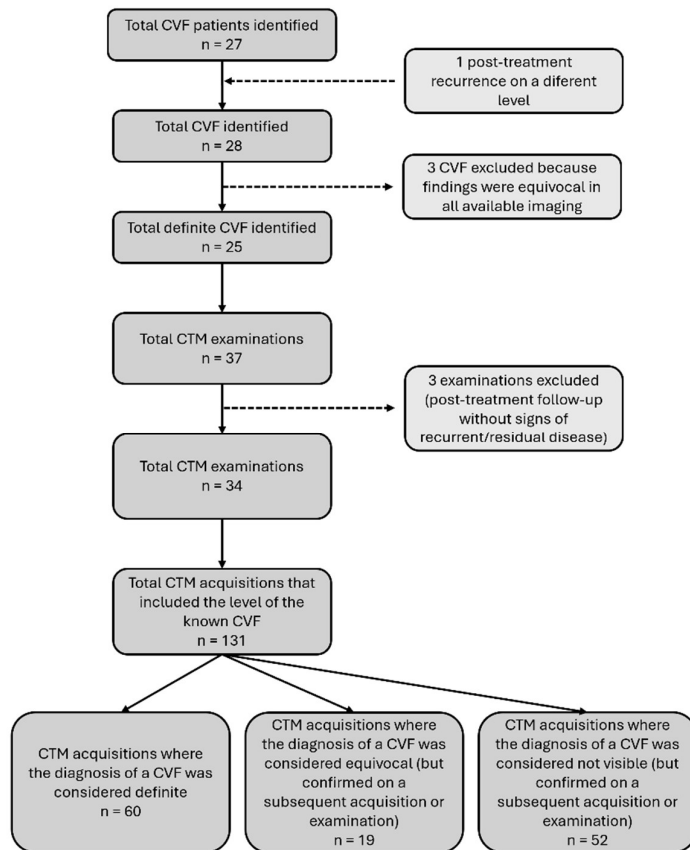 Total CVF patients identified
n = 27
1 post-treatment
recurrence on a diferent
level
Total CVF identified
n = 28
3 CVF excluded because
findings were equivocal in
all available imaging
Total definite CVF identified
n = 25
Total CTM examinations
n = 37
3 examinations excluded
(post-treatment follow-up
without signs of
recurrent/residual disease)
Total CTM examinations
n = 34
Total CTM acquisitions that
included the level of the
known CVF
n = 131
CTM acquisitions where
the diagnosis of a CVF was
considered definite
n = 60
CTM acquisitions where
the diagnosis of a CVF was
considered equivocal (but
confirmed on a
subsequent acquisition or
examination)
n = 19
CTM acquisitions where
the diagnosis of a CVF was
considered not visible (but
confirmed on a
subsequent acquisition or
examination)
n = 52